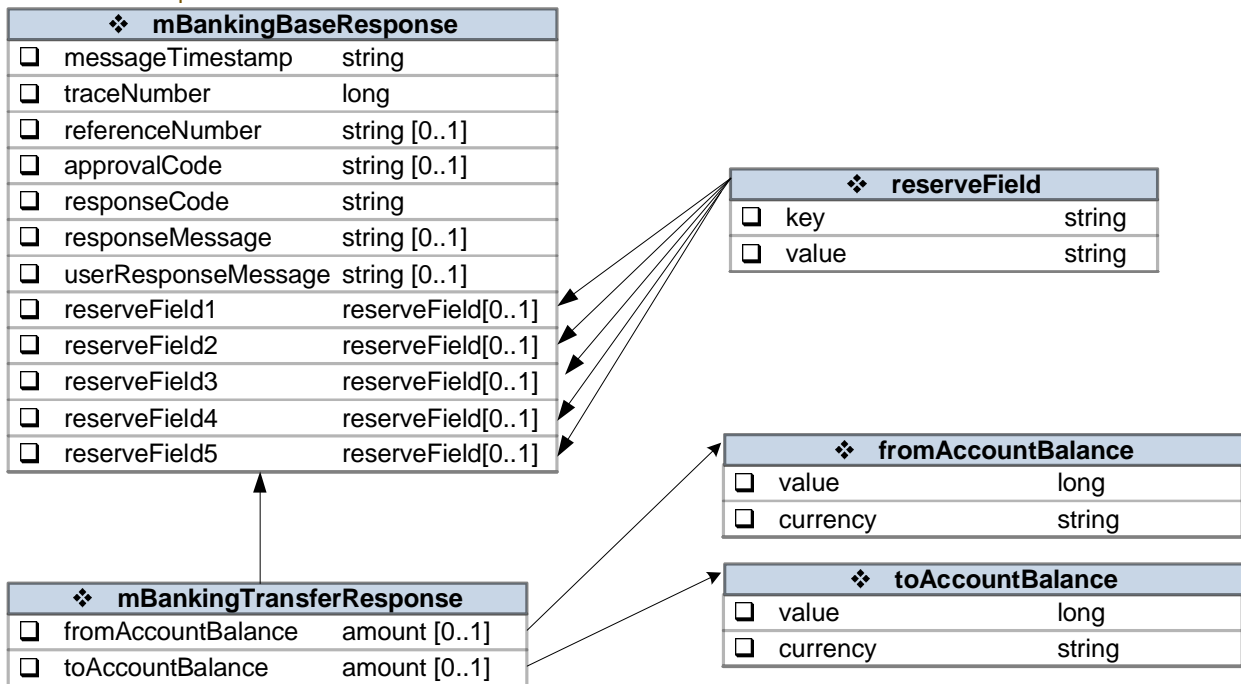 mBankingBaseResponse
messageTimestamp string
traceNumber long
referenceNumber string [0..1]
approvalCode string [0..1]
responseCode string
responseMessage string [0..1]
userResponseMessage string [0..1]
reserveField1 reserveField[0..1]
reserveField2 reserveField[0..1]
reserveField3 reserveField[0..1]
reserveField4 reserveField[0..1]
reserveField5 reserveField[0..1]
reserveField
key string
value string
fromAccountBalance
value long
currency string
mBankingTransferResponse
fromAccountBalance amount [0..1]
toAccountBalance amount [0..1]
toAccountBalance
value long
currency string